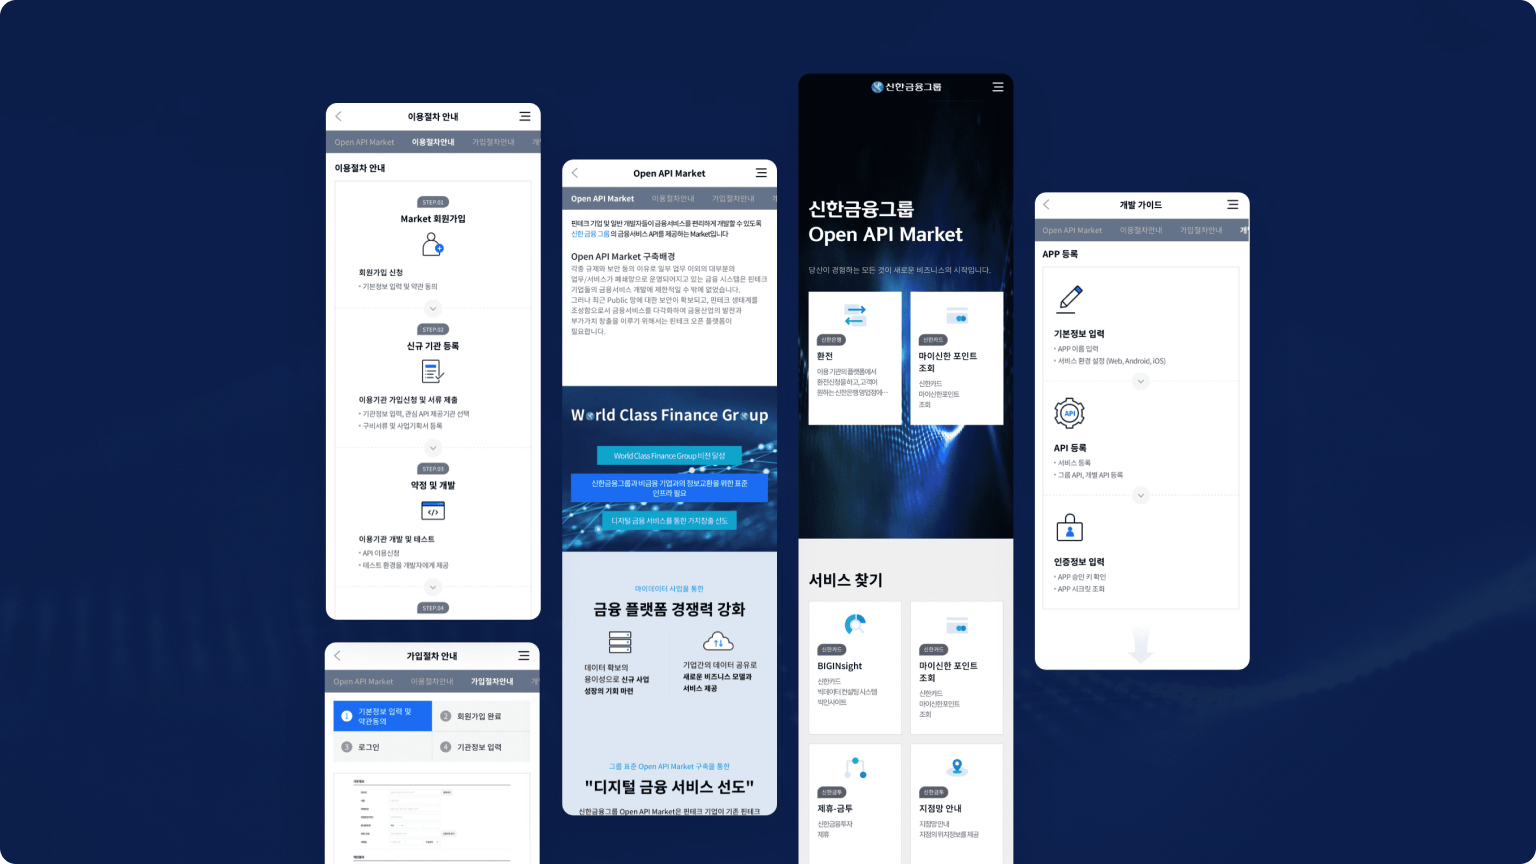 이용절차 안내
Open API Market 이용절차안내 가입절차안내
이용절차 안내
STEP.01
Market 회원가입
회원가입 신청
• 기본정보 입력 및 약관 동의
STEP.02
신규 기관 등록
이용기관 가입신청 및 서류 제출
• 기관정보 입력, 관심 API 제공기관 선택
• 구비서류 및 사업기획서 등록
STEP.03
약정 및 개발
이용기관 개발 및 테스트
• API 이용신청
• 테스트 환경을 개발자에게 제공
STEP.04
가입절차 안내
Open API Market 이용절차안내 가입절차안내
1 기본정보 입력 및
약관동의
2 회원가입 완료
3 로그인
4 기관정보 입력
Open API Market
Open API Market 이용절차안내 가입절차안내
핀테크 기업 및 일반 개발자들이 금융서비스를 편리하게 개발할 수 있도록
신한 금융 그룹의 금융서비스 API를 제공하는 Market입니다
Open API Market 구축배경
각종 규제와 보안 등의 이유로 일부 업무 이외의 대부분의
업무/서비스가 폐쇄망으로 운영되어지고 있는 금융 시스템은 핀테크
기업들의 금융서비스 개발에 제한적일 수 밖에 없었습니다.
그러나 최근 Public 망에 대한 보안이 확보되고, 핀테크 생태계를
조성함으로서 금융서비스를 다각화하여 금융산업의 발전과
부가가치 창출을 이루기 위해서는 핀테크 오픈 플랫폼이
필요합니다.
World Class Finance Group
World Class Finance Group 비전 달성
신한금융그룹과 비금융 기업과의 정보교환을 위한 표준
인프라 필요
디지털 금융 서비스를 통한 가치창출 선도
마이데이터 사업을 통한
금융 플랫폼 경쟁력 강화
데이터 확보의
용이성으로 신규 사업
성장의 기회 마련
기업간의 데이터 공유로
새로운 비즈니스 모델과
서비스 제공
그룹 표준 Open API Market 구축을 통한
"디지털 금융 서비스 선도"
신한금융그룹 Open API Market은 핀테크 기업이 기존 핀테크
신한금융그룹
신한금융그룹
Open API Market
당신이 경험하는 모든 것이 새로운 비즈니스의 시작입니다.
신한은행
환전
이용 기관의 플랫폼에서
환전신청을 하고, 고객이
원하는 신한은행 영업점에…
신한카드
마이신한 포인트
조회
신한카드
마이신한포인트
조회
서비스 찾기
신한카드
BIGINsight
신한카드
빅데이터 컨설팅 시스템
빅인사이트
신한카드
마이신한 포인트
조회
신한카드
마이신한포인트
조회
신한금투
제휴-금투
신한금융투자
제휴
신한금투
지점망 안내
지점망 안내
지점의 위치정보를 제공
개발 가이드
Open API Market 이용절차안내 가입절차안내
APP 등록
기본정보 입력
• APP 이름 입력
• 서비스 환경 설정 (Web, Android, iOS)
API
API 등록
• 서비스 등록
• 그룹 API, 개별 API 등록
인증정보 입력
• APP 승인 키 확인
• APP 시크릿 조회